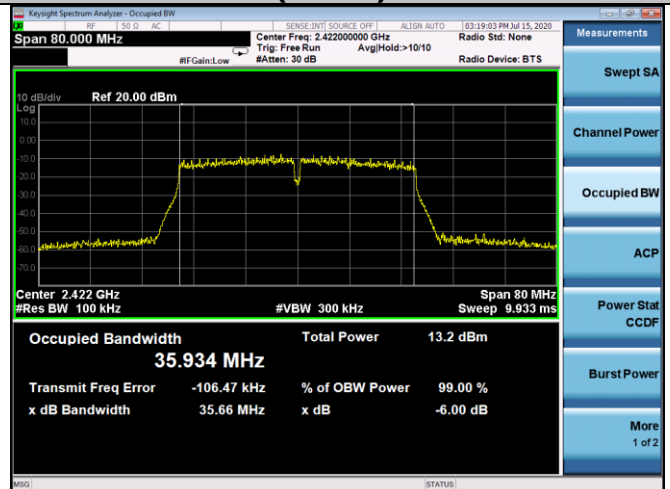 Keysight Spectrum Analyzer - Occupied BW
RF 50 Ω AC SENSE:INT SOURCE OFF ALIGN AUTO 03:19:03 PM Jul 15, 2020
Span 80.000 MHz Center Freq: 2.422000000 GHz Radio Std: None
Trig: Free Run Avg|Hold:>10/10
#IFGain:Low #Atten: 30 dB Radio Device: BTS
10 dB/div Ref 20.00 dBm
Log
10.0
0.00
-10.0
-20.0
-30.0
-40.0
-50.0
-60.0
-70.0
Center 2.422 GHz Span 80 MHz
#Res BW 100 kHz #VBW 300 kHz Sweep 9.933 ms
Occupied Bandwidth Total Power 13.2 dBm
35.934 MHz
Transmit Freq Error -106.47 kHz % of OBW Power 99.00 %
x dB Bandwidth 35.66 MHz x dB -6.00 dB
MSG STATUS
Measurements
Swept SA
Channel Power
Occupied BW
ACP
Power Stat
CCDF
Burst Power
More
1 of 2